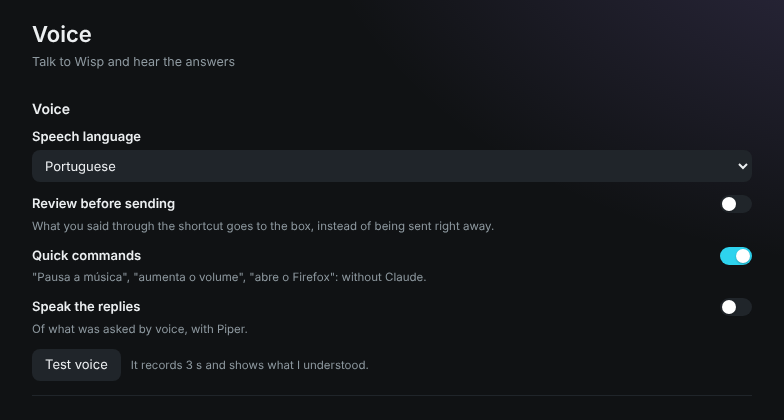 Voice
Talk to Wisp and hear the answers
Voice
Speech language
Portuguese
Review before sending
What you said through the shortcut goes to the box, instead of being sent right away.
Quick commands
"Pausa a música", "aumenta o volume", "abre o Firefox": without Claude.
Speak the replies
Of what was asked by voice, with Piper.
Test voice It records 3 s and shows what I understood.